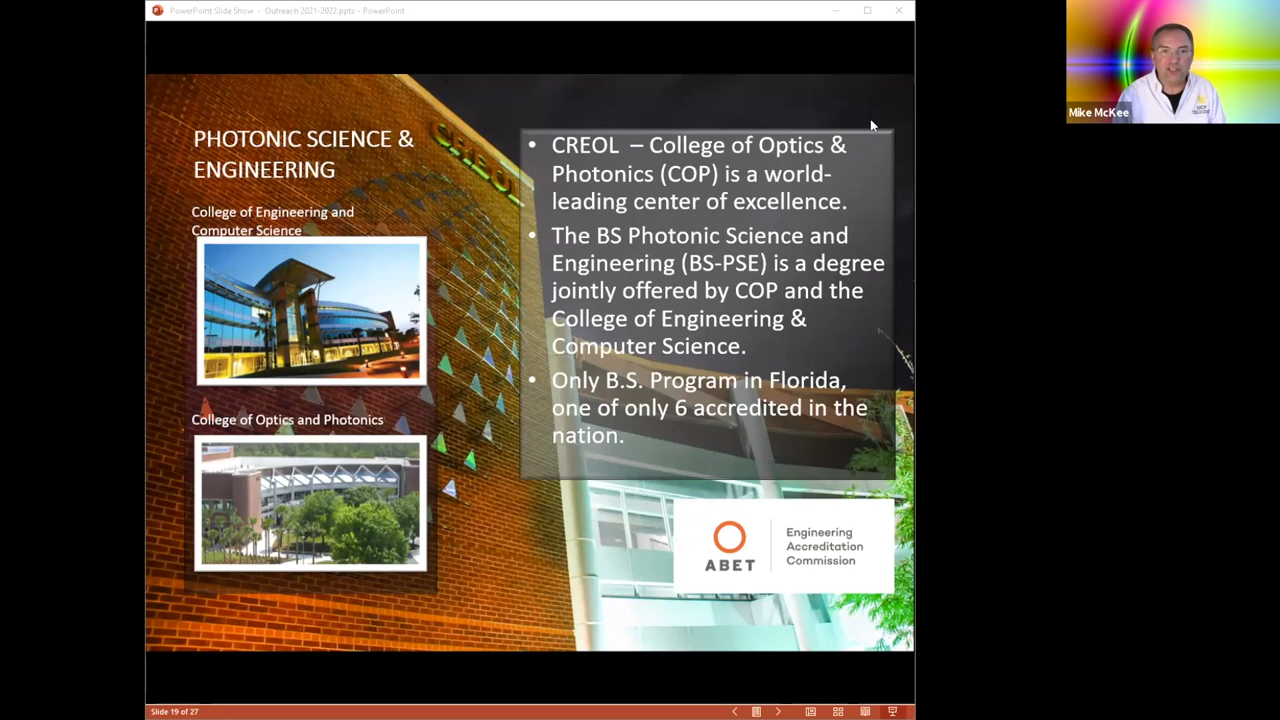 PowerPoint Slide Show - Outreach 2021-2022.ppts - PowerPoint
Mike McKee
UCF
CREOL
PHOTONIC SCIENCE &
ENGINEERING
College of Engineering and
Computer Science
College of Optics and Photonics
• CREOL – College of Optics &
Photonics (COP) is a world-
leading center of excellence.
• The BS Photonic Science and
Engineering (BS-PSE) is a degree
jointly offered by COP and the
College of Engineering &
Computer Science.
• Only B.S. Program in Florida,
one of only 6 accredited in the
nation.
ABET
Engineering
Accreditation
Commission
Slide 19 of 27